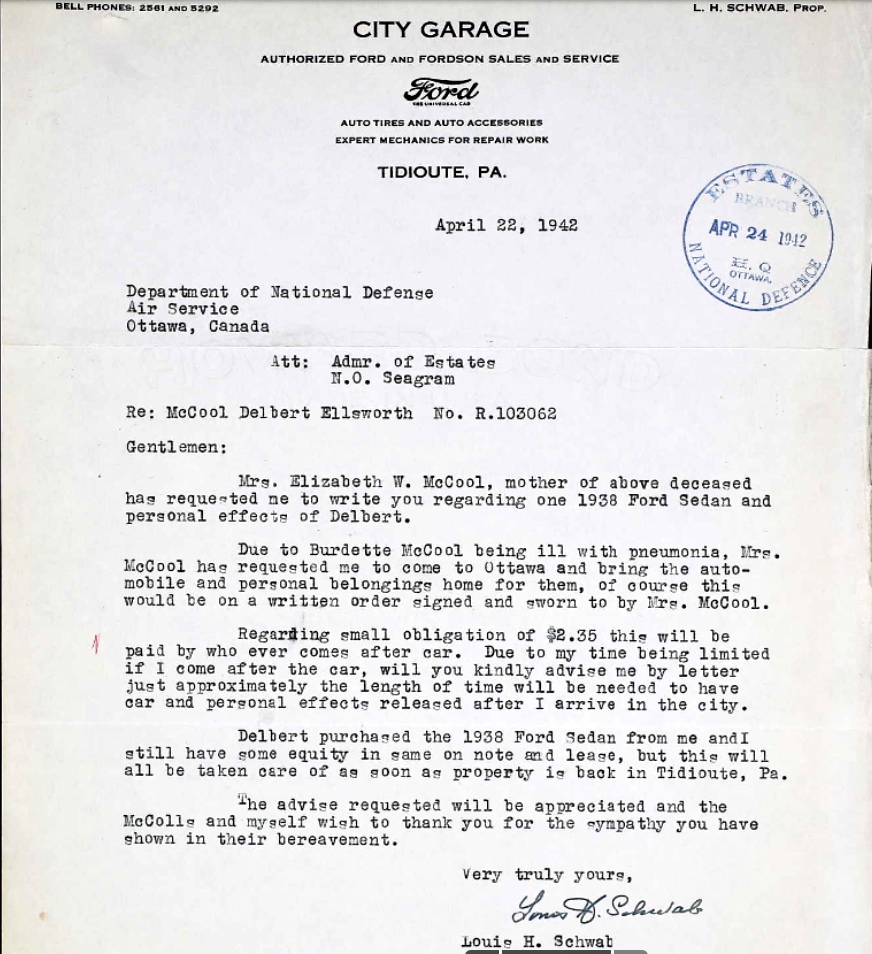 BELL PHONES: 2561 AND 5292
L. H. SCHWAB, PROP.
CITY GARAGE
AUTHORIZED FORD AND FORDSON SALES AND SERVICE
Ford
THE UNIVERSAL CAR
AUTO TIRES AND AUTO ACCESSORIES
EXPERT MECHANICS FOR REPAIR WORK
TIDIOUTE, PA.
ESTATES
BRANCH
APR 24 1942
H. Q
OTTAWA,
NATIONAL DEFENCE
April 22, 1942
Department of National Defense
Air Service
Ottawa, Canada
Att: Admr. of Estates
N.O. Seagram
Re: McCool Delbert Ellsworth No. R.103062
Gentlemen:
Mrs. Elizabeth W. McCool, mother of above deceased
has requested me to write you regarding one 1938 Ford Sedan and
personal effects of Delbert.
Due to Burdette McCool being ill with pneumonia, Mrs.
McCool has requested me to come to Ottawa and bring the auto-
mobile and personal belongings home for them, of course this
would be on a written order signed and sworn to by Mrs. McCool.
Regarding small obligation of $2.35 this will be
paid by who ever comes after car. Due to my time being limited
if I come after the car, will you kindly advise me by letter
just approximately the length of time will be needed to have
car and personal effects released after I arrive in the city.
Delbert purchased the 1938 Ford Sedan from me andI
still have some equity in same on note and lease, but this will
all be taken care of as soon as property is back in Tidioute, Pa.
The advise requested will be appreciated and the
McColls and myself wish to thank you for the sympathy you have
shown in their bereavement.
Very truly yours,
Louis H. Schwab
Louis H. Schwab